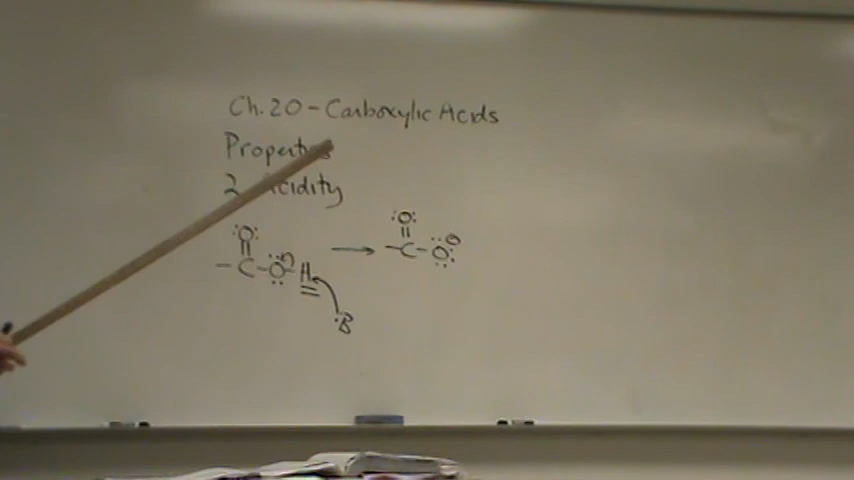 Ch. 20 - Carboxylic Acids
Properties
2. Acidity
:O: :O:
|| ||
- C - O - H → - C - O:⊖
:B